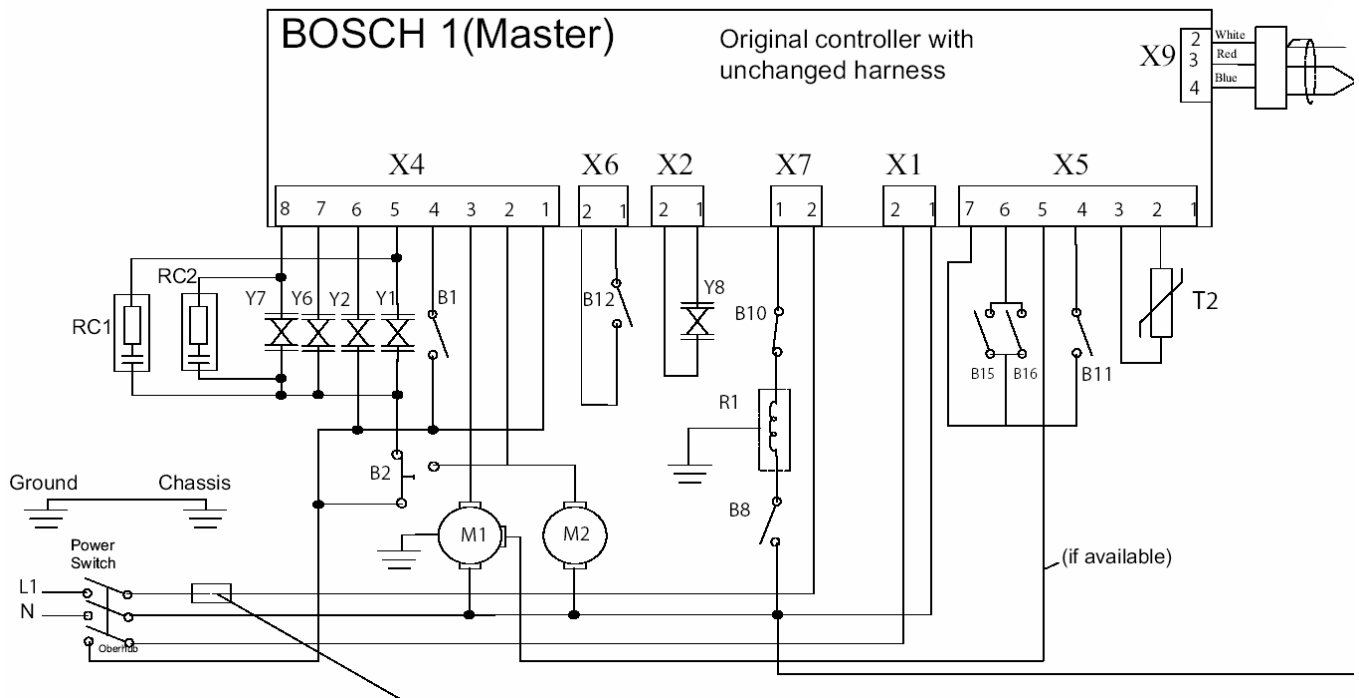 BOSCH 1(Master)
Original controller with
unchanged harness
X9
2
3
4
White
Red
Blue
X4
X6
X2
X7
X1
X5
8 7 6 5 4 3 2 1
2 1
2 1
1 2
2 1
7 6 5 4 3 2 1
RC1
RC2
Y7
Y6
Y2
Y1
B1
B12
Y8
B10
B15
B16
B11
T2
R1
B2
B8
Ground
Chassis
M1
M2
Power
Switch
(if available)
L1
N
Oberhub